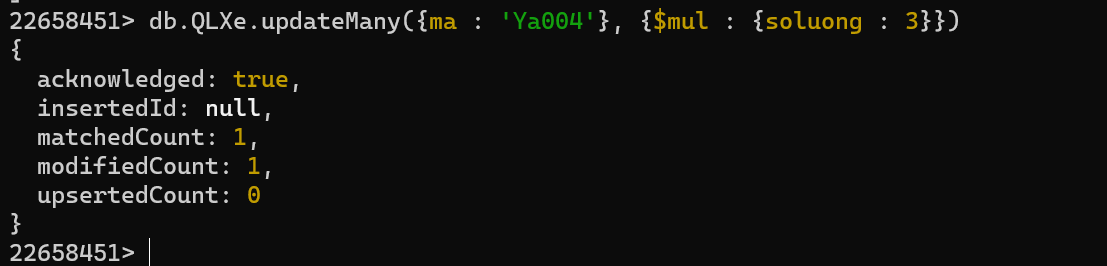 22658451> db.QLXe.updateMany({ma : 'Ya004'}, {$mul : {soluong : 3}})
{
  acknowledged: true,
  insertedId: null,
  matchedCount: 1,
  modifiedCount: 1,
  upsertedCount: 0
}
22658451>